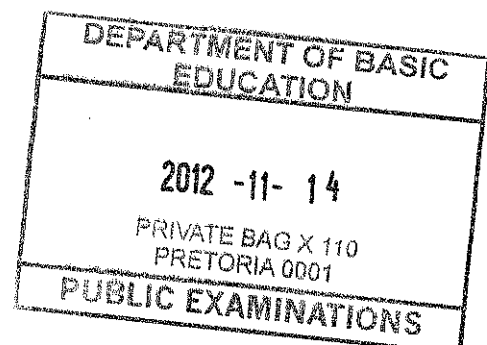 DEPARTMENT OF BASIC
EDUCATION
2012 -11- 14
PRIVATE BAG X 110
PRETORIA 0001
PUBLIC EXAMINATIONS